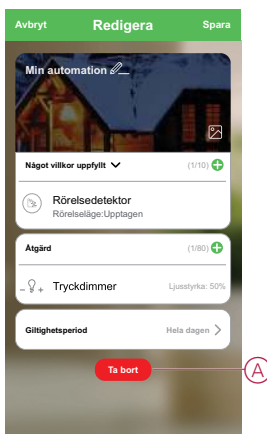 Avbryt Redigera Spara
Min automation
Något villkor uppfyllt (1/10)
Rörelsedetektor
Rörelseläge:Upptagen
Åtgärd (1/80)
Tryckdimmer Ljusstyrka: 50%
Giltighetsperiod Hela dagen
Ta bort A